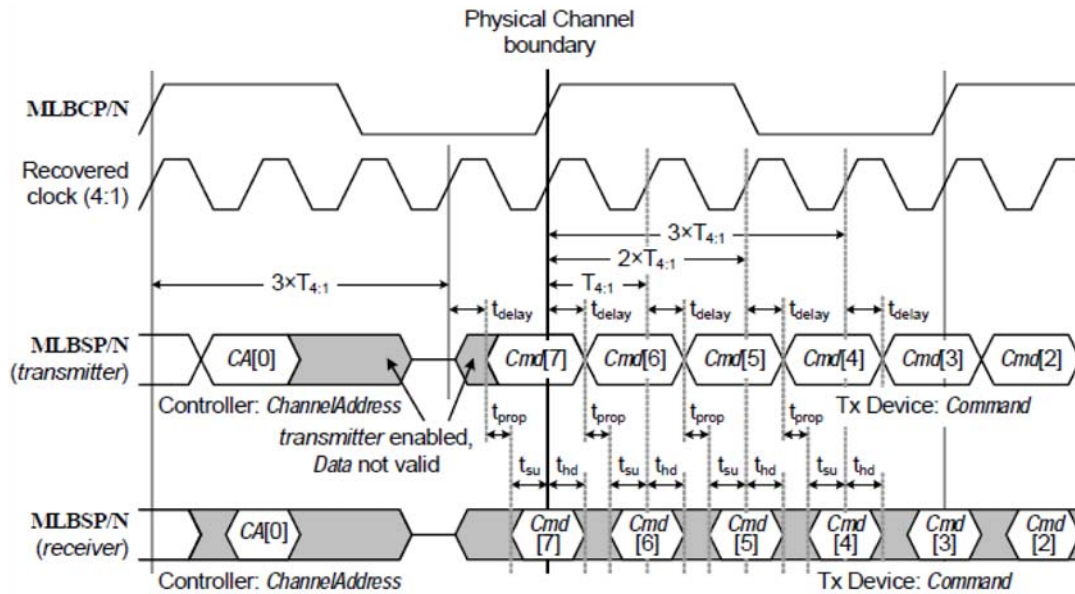 Physical Channel
boundary
MLBCP/N
Recovered
clock (4:1)
3×T4:1
2×T4:1
3×T4:1
T4:1
tdelay tdelay tdelay tdelay tdelay
MLBSP/N
(transmitter)
CA[0] Cmd[7] Cmd[6] Cmd[5] Cmd[4] Cmd[3] Cmd[2]
Controller: ChannelAddress
transmitter enabled,
Data not valid
Tx Device: Command
tprop tprop tprop tprop
tsu thd tsu thd tsu thd tsu thd
MLBSP/N
(receiver)
CA[0] Cmd Cmd Cmd Cmd Cmd Cmd
[7] [6] [5] [4] [3] [2]
Controller: ChannelAddress Tx Device: Command